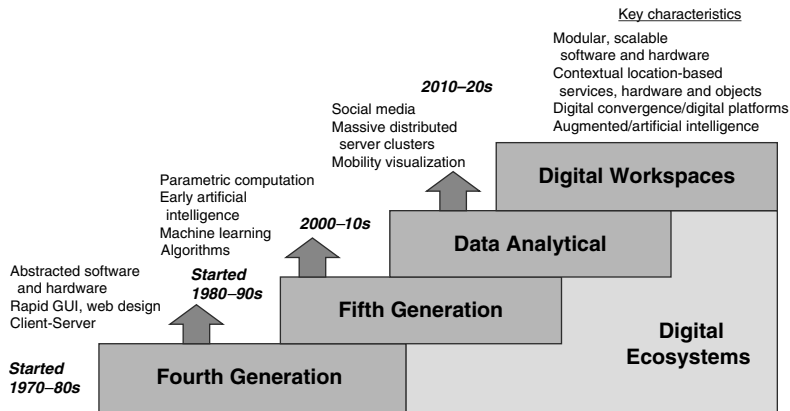 Key characteristics
Modular, scalable
software and hardware
Contextual location-based
services, hardware and objects
Digital convergence/digital platforms
Augmented/artificial intelligence
2010–20s
Social media
Massive distributed
server clusters
Mobility visualization
Digital Workspaces
Parametric computation
Early artificial
intelligence
Machine learning
Algorithms
2000–10s
Data Analytical
Abstracted software
and hardware
Rapid GUI, web design
Client-Server
Started
1980–90s
Fifth Generation
Digital
Ecosystems
Started
1970–80s
Fourth Generation